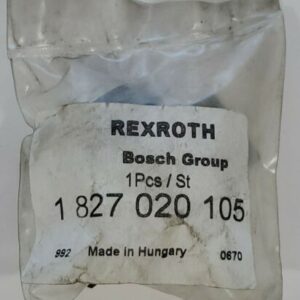 REXROTH
Bosch Group
1Pcs / St
1 827 020 105
992 Made in Hungary 0670